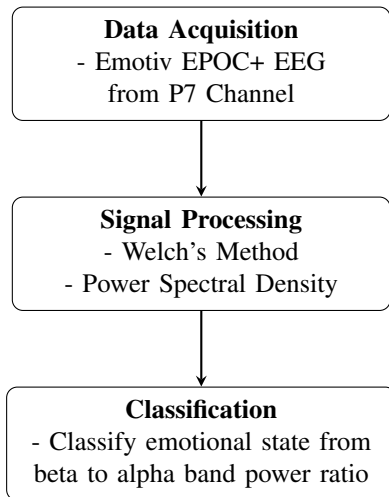 Data Acquisition
- Emotiv EPOC+ EEG
from P7 Channel
Signal Processing
- Welch's Method
- Power Spectral Density
Classification
- Classify emotional state from
beta to alpha band power ratio